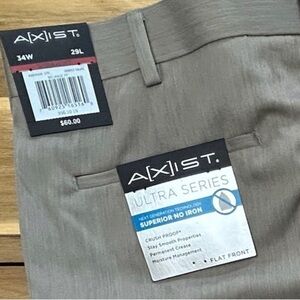 A[X]IST.
34W 29L
$60.00
A[X]IST.
ULTRA SERIES
NEXT GENERATION TECHNOLOGY
SUPERIOR NO IRON
CRUSH PROOF*
Stay Smooth Properties
Permanent Crease
Moisture Management
FLAT FRONT